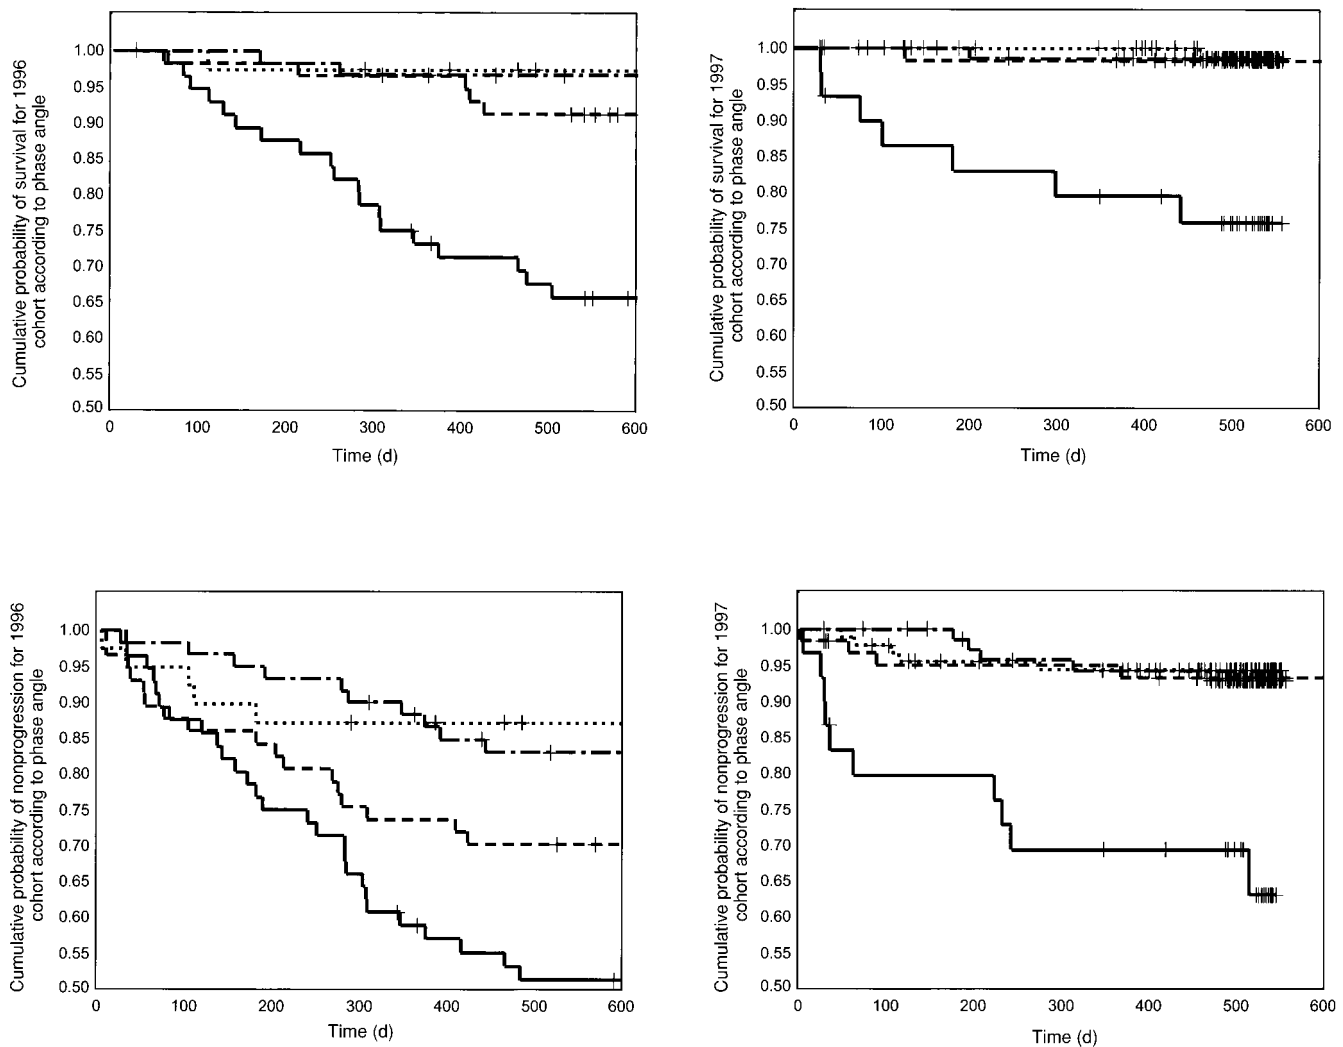 Cumulative probability of survival for 1996
cohort according to phase angle
1.00
0.95
0.90
0.85
0.80
0.75
0.70
0.65
0.60
0.55
0.50
0 100 200 300 400 500 600
Time (d)
Cumulative probability of survival for 1997
cohort according to phase angle
1.00
0.95
0.90
0.85
0.80
0.75
0.70
0.65
0.60
0.55
0.50
0 100 200 300 400 500 600
Time (d)
Cumulative probability of nonprogression for 1996
cohort according to phase angle
1.00
0.95
0.90
0.85
0.80
0.75
0.70
0.65
0.60
0.55
0.50
0 100 200 300 400 500 600
Time (d)
Cumulative probability of nonprogression for 1997
cohort according to phase angle
1.00
0.95
0.90
0.85
0.80
0.75
0.70
0.65
0.60
0.55
0.50
0 100 200 300 400 500 600
Time (d)